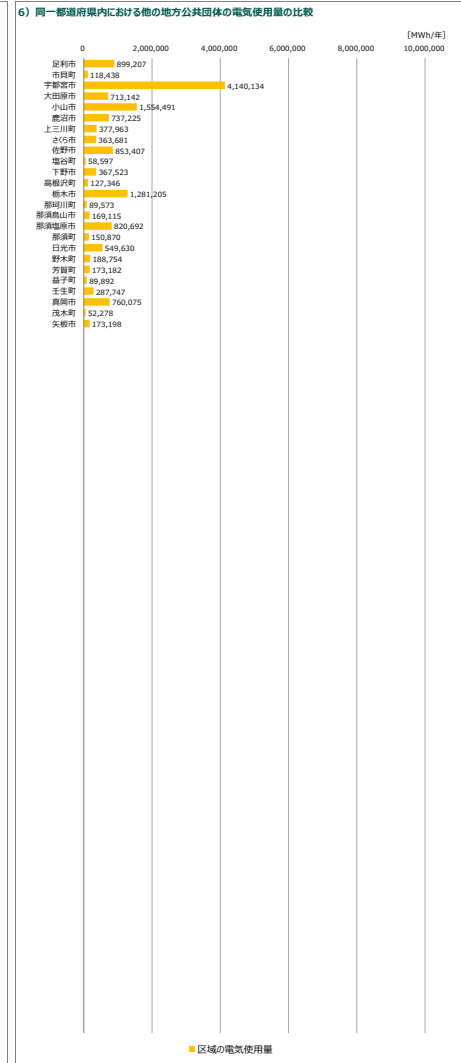 6）同一都道府県内における他の地方公共団体の電気使用量の比較
[MWh/年]
0 2,000,000 4,000,000 6,000,000 8,000,000 10,000,000
足利市 899,207
市貝町 118,438
宇都宮市 4,140,134
大田原市 713,142
小山市 1,554,491
鹿沼市 737,225
上三川町 377,963
さくら市 363,681
佐野市 853,407
塩谷町 58,597
下野市 367,523
高根沢町 127,346
栃木市 1,281,205
那珂川町 89,573
那須烏山市 169,115
那須塩原市 820,692
那須町 150,870
日光市 549,630
野木町 188,754
芳賀町 173,182
益子町 89,892
壬生町 287,747
真岡市 760,075
茂木町 52,278
矢板市 173,198
区域の電気使用量